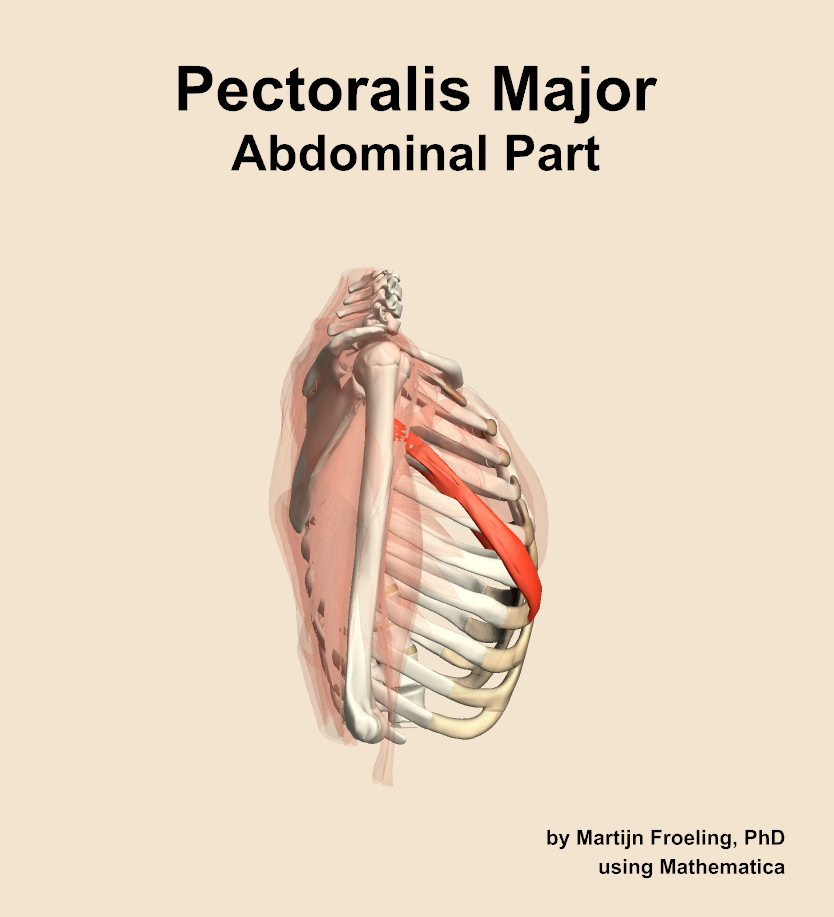 Pectoralis Major
Abdominal Part
by Martijn Froeling, PhD
using Mathematica